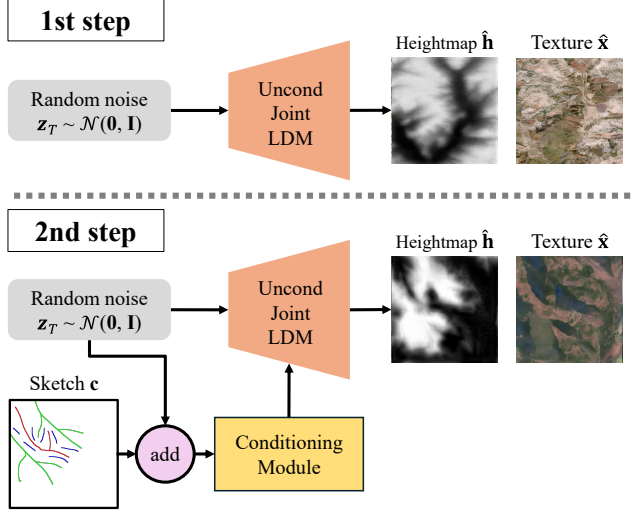 1st step
Random noise
z_T ~ 𝒩(0, I)
Uncond
Joint
LDM
Heightmap ĥ
Texture x̂
2nd step
Random noise
z_T ~ 𝒩(0, I)
Uncond
Joint
LDM
Heightmap ĥ
Texture x̂
Sketch c
add
Conditioning
Module